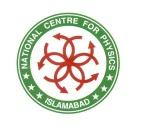 NATIONAL CENTRE FOR PHYSICS
ISLAMABAD